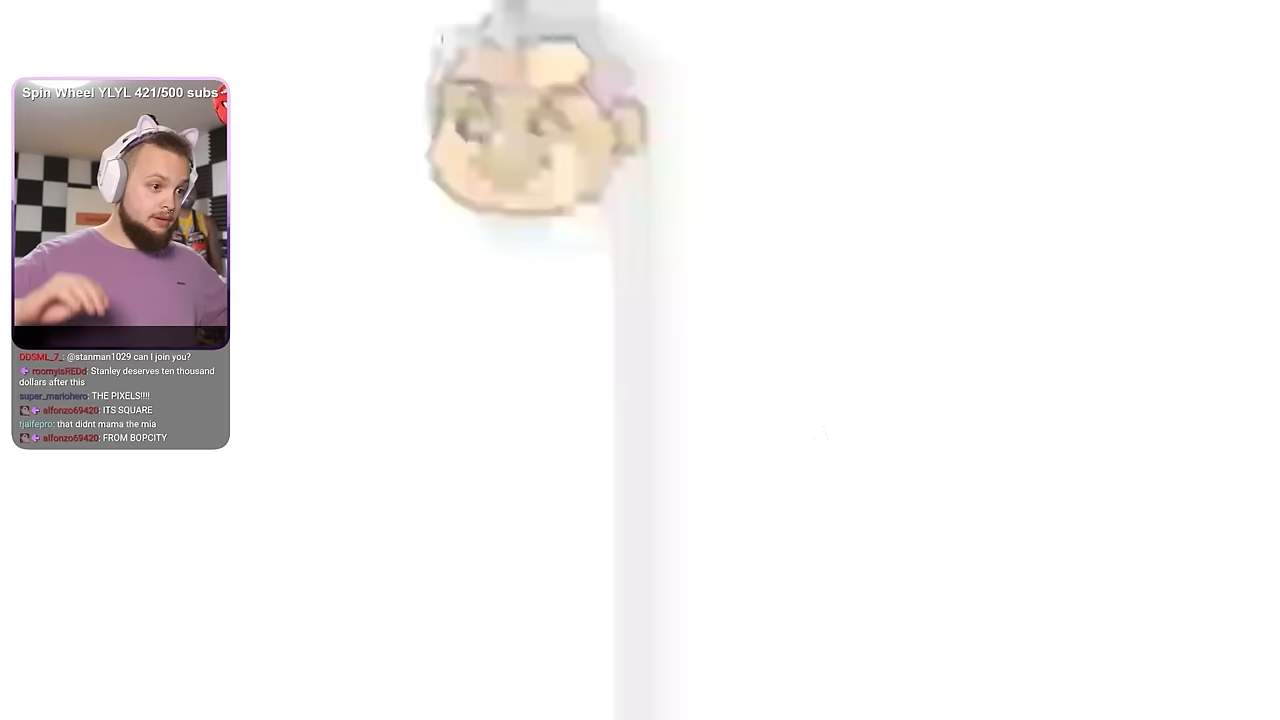 Spin Wheel YLYL 421/500 subs
DDSML_7_: @stanman1029 can I join you?
roomyisREDd: Stanley deserves ten thousand
dollars after this
super_mariohero: THE PIXELS!!!!
alfonzo69420: ITS SQUARE
rjalfepro: that didnt mama the mia
alfonzo69420: FROM BOPCITY